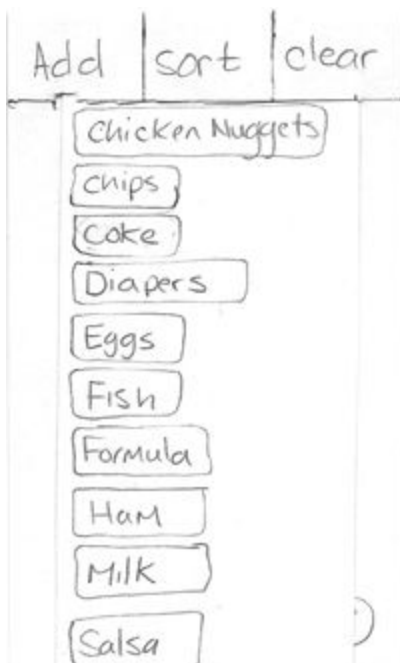 Add sort clear
Chicken Nuggets
chips
Coke
Diapers
Eggs
Fish
Formula
Ham
Milk
Salsa